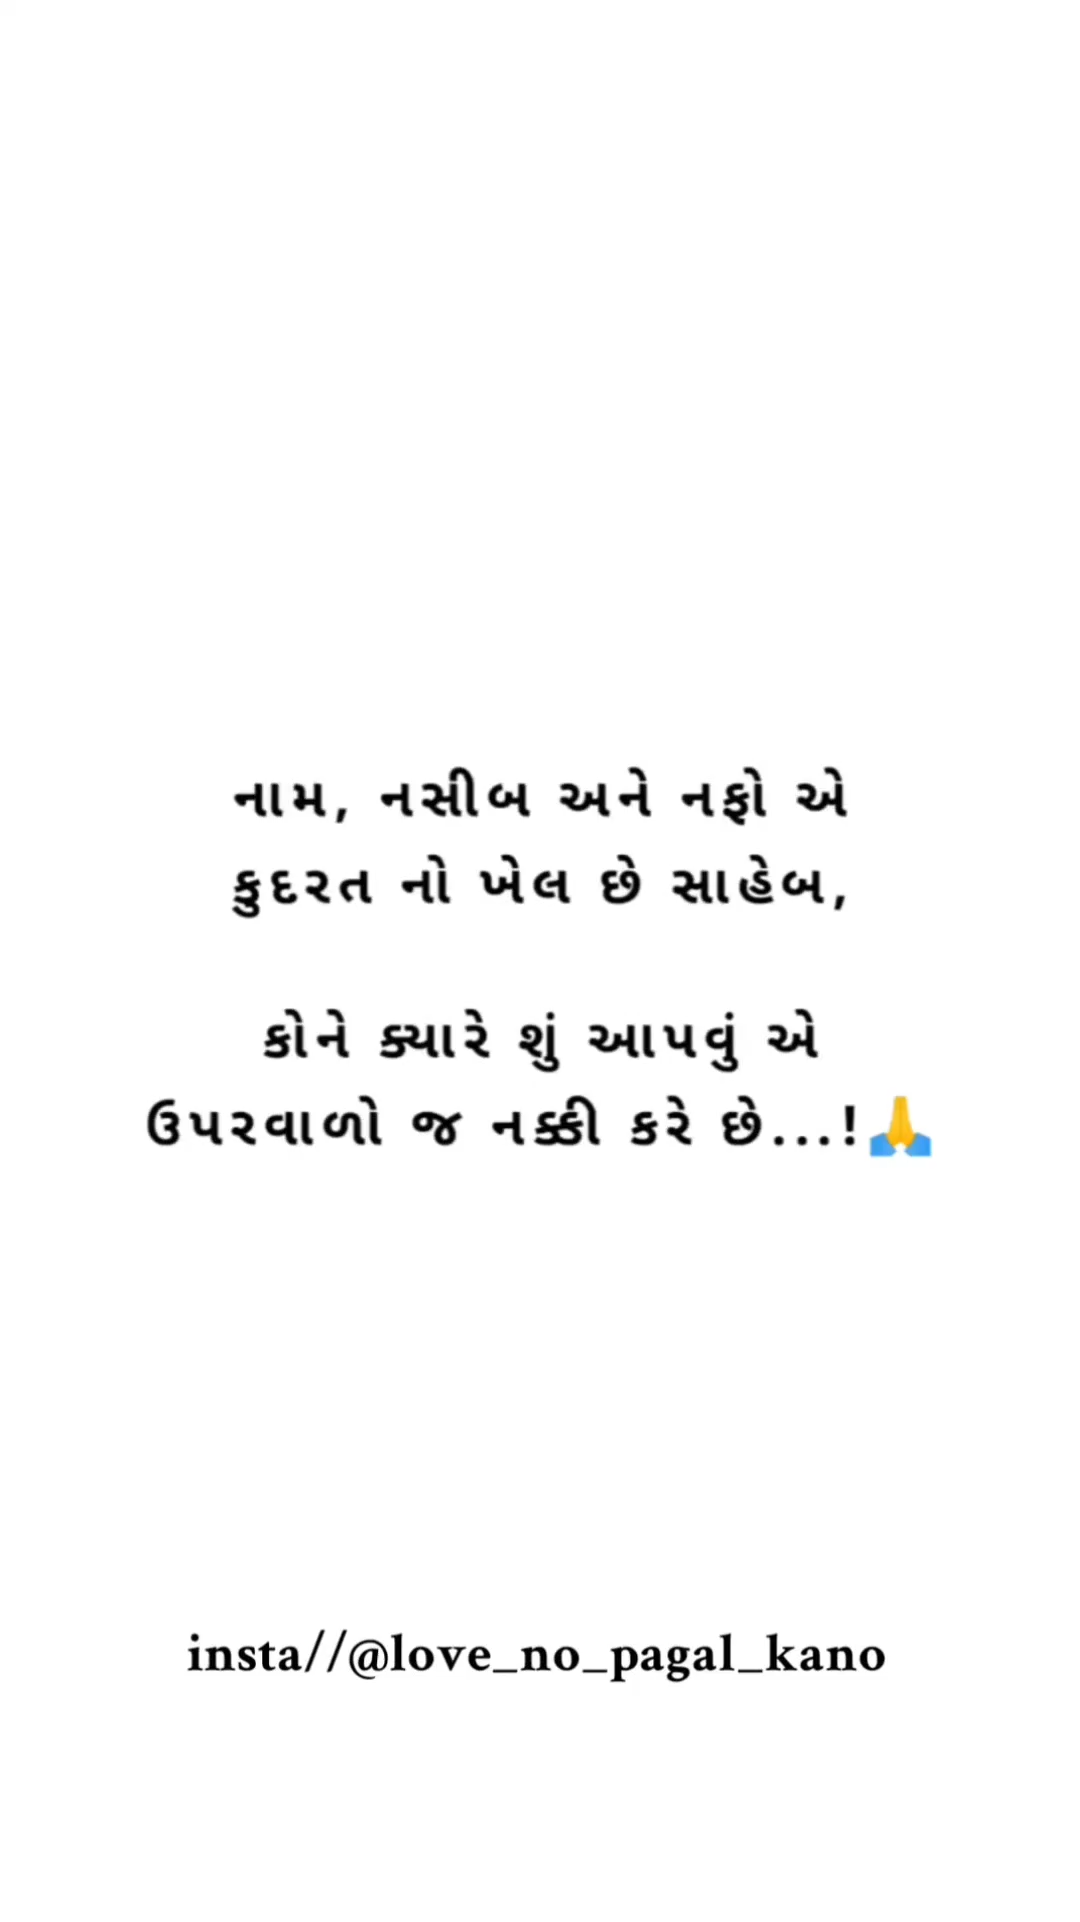 નામ, નસીબ અને નફો એ
કુદરત નો ખેલ છે સાહેબ,
કોને ક્યારે શું આપવું એ
ઉપરવાળો જ નક્કી કરે છે...!🙏
insta//@love_no_pagal_kano